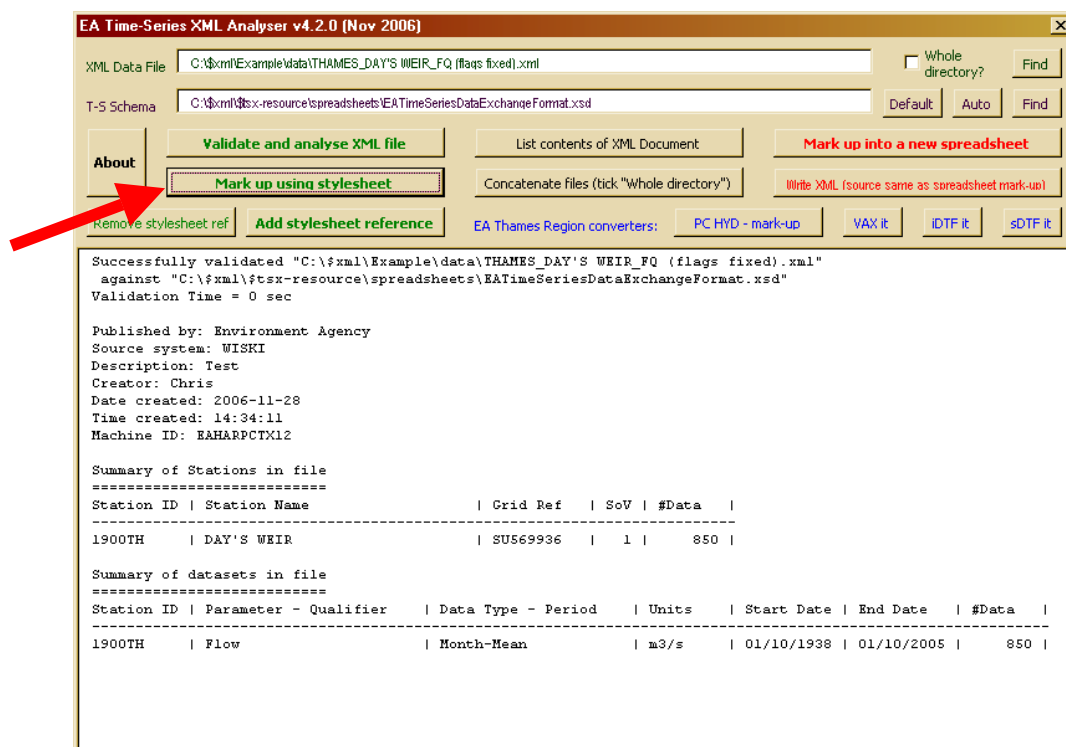 EA Time-Series XML Analyser v4.2.0 (Nov 2006)
XML Data File C:\$xml\Example\data\THAMES_DAY'S WEIR_FQ (flags fixed).xml Whole directory? Find
T-S Schema C:\$xml\$tsx-resource\spreadsheets\EATimeSeriesDataExchangeFormat.xsd Default Auto Find
About Validate and analyse XML file List contents of XML Document Mark up into a new spreadsheet
Mark up using stylesheet Concatenate files (tick "Whole directory") Write XML (source same as spreadsheet mark-up)
Remove stylesheet ref Add stylesheet reference EA Thames Region converters: PC HYD - mark-up VAX it iDTF it sDTF it
Successfully validated "C:\$xml\Example\data\THAMES_DAY'S WEIR_FQ (flags fixed).xml"
against "C:\$xml\$tsx-resource\spreadsheets\EATimeSeriesDataExchangeFormat.xsd"
Validation Time = 0 sec
Published by: Environment Agency
Source system: WISKI
Description: Test
Creator: Chris
Date created: 2006-11-28
Time created: 14:34:11
Machine ID: EAHARPCTX12
Summary of Stations in file
===========================
Station ID | Station Name | Grid Ref | SoV | #Data |
1900TH | DAY'S WEIR | SU569936 | 1 | 850 |
Summary of datasets in file
===========================
Station ID | Parameter - Qualifier | Data Type - Period | Units | Start Date | End Date | #Data |
1900TH | Flow | Month-Mean | m3/s | 01/10/1938 | 01/10/2005 | 850 |